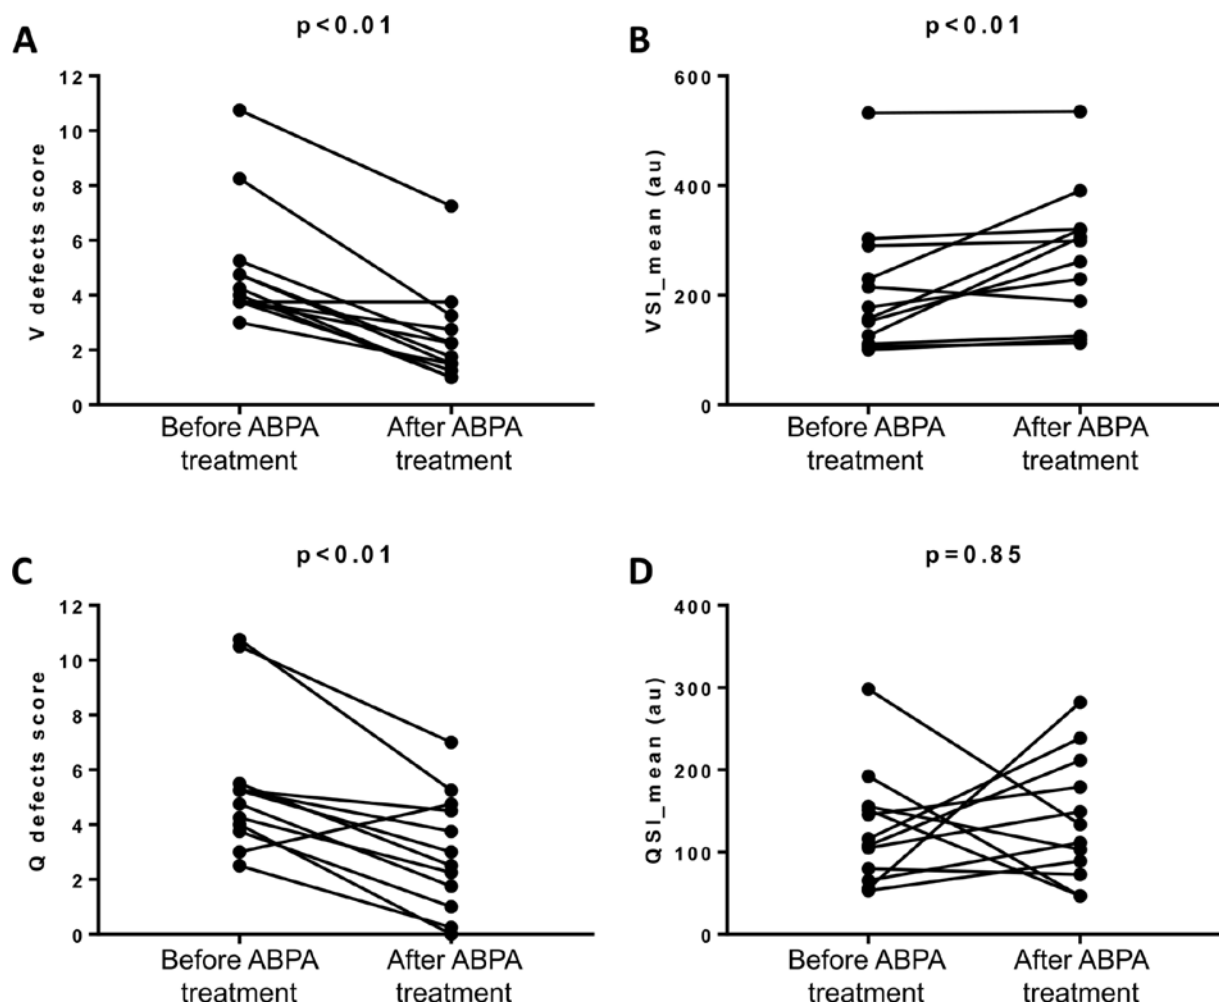 A
p<0.01
12
10
8
6
4
2
0
V defects score
Before ABPA
treatment
After ABPA
treatment
B
p<0.01
600
400
200
0
VSI_mean (au)
Before ABPA
treatment
After ABPA
treatment
C
p<0.01
12
10
8
6
4
2
0
Q defects score
Before ABPA
treatment
After ABPA
treatment
D
p=0.85
400
300
200
100
0
QSI_mean (au)
Before ABPA
treatment
After ABPA
treatment